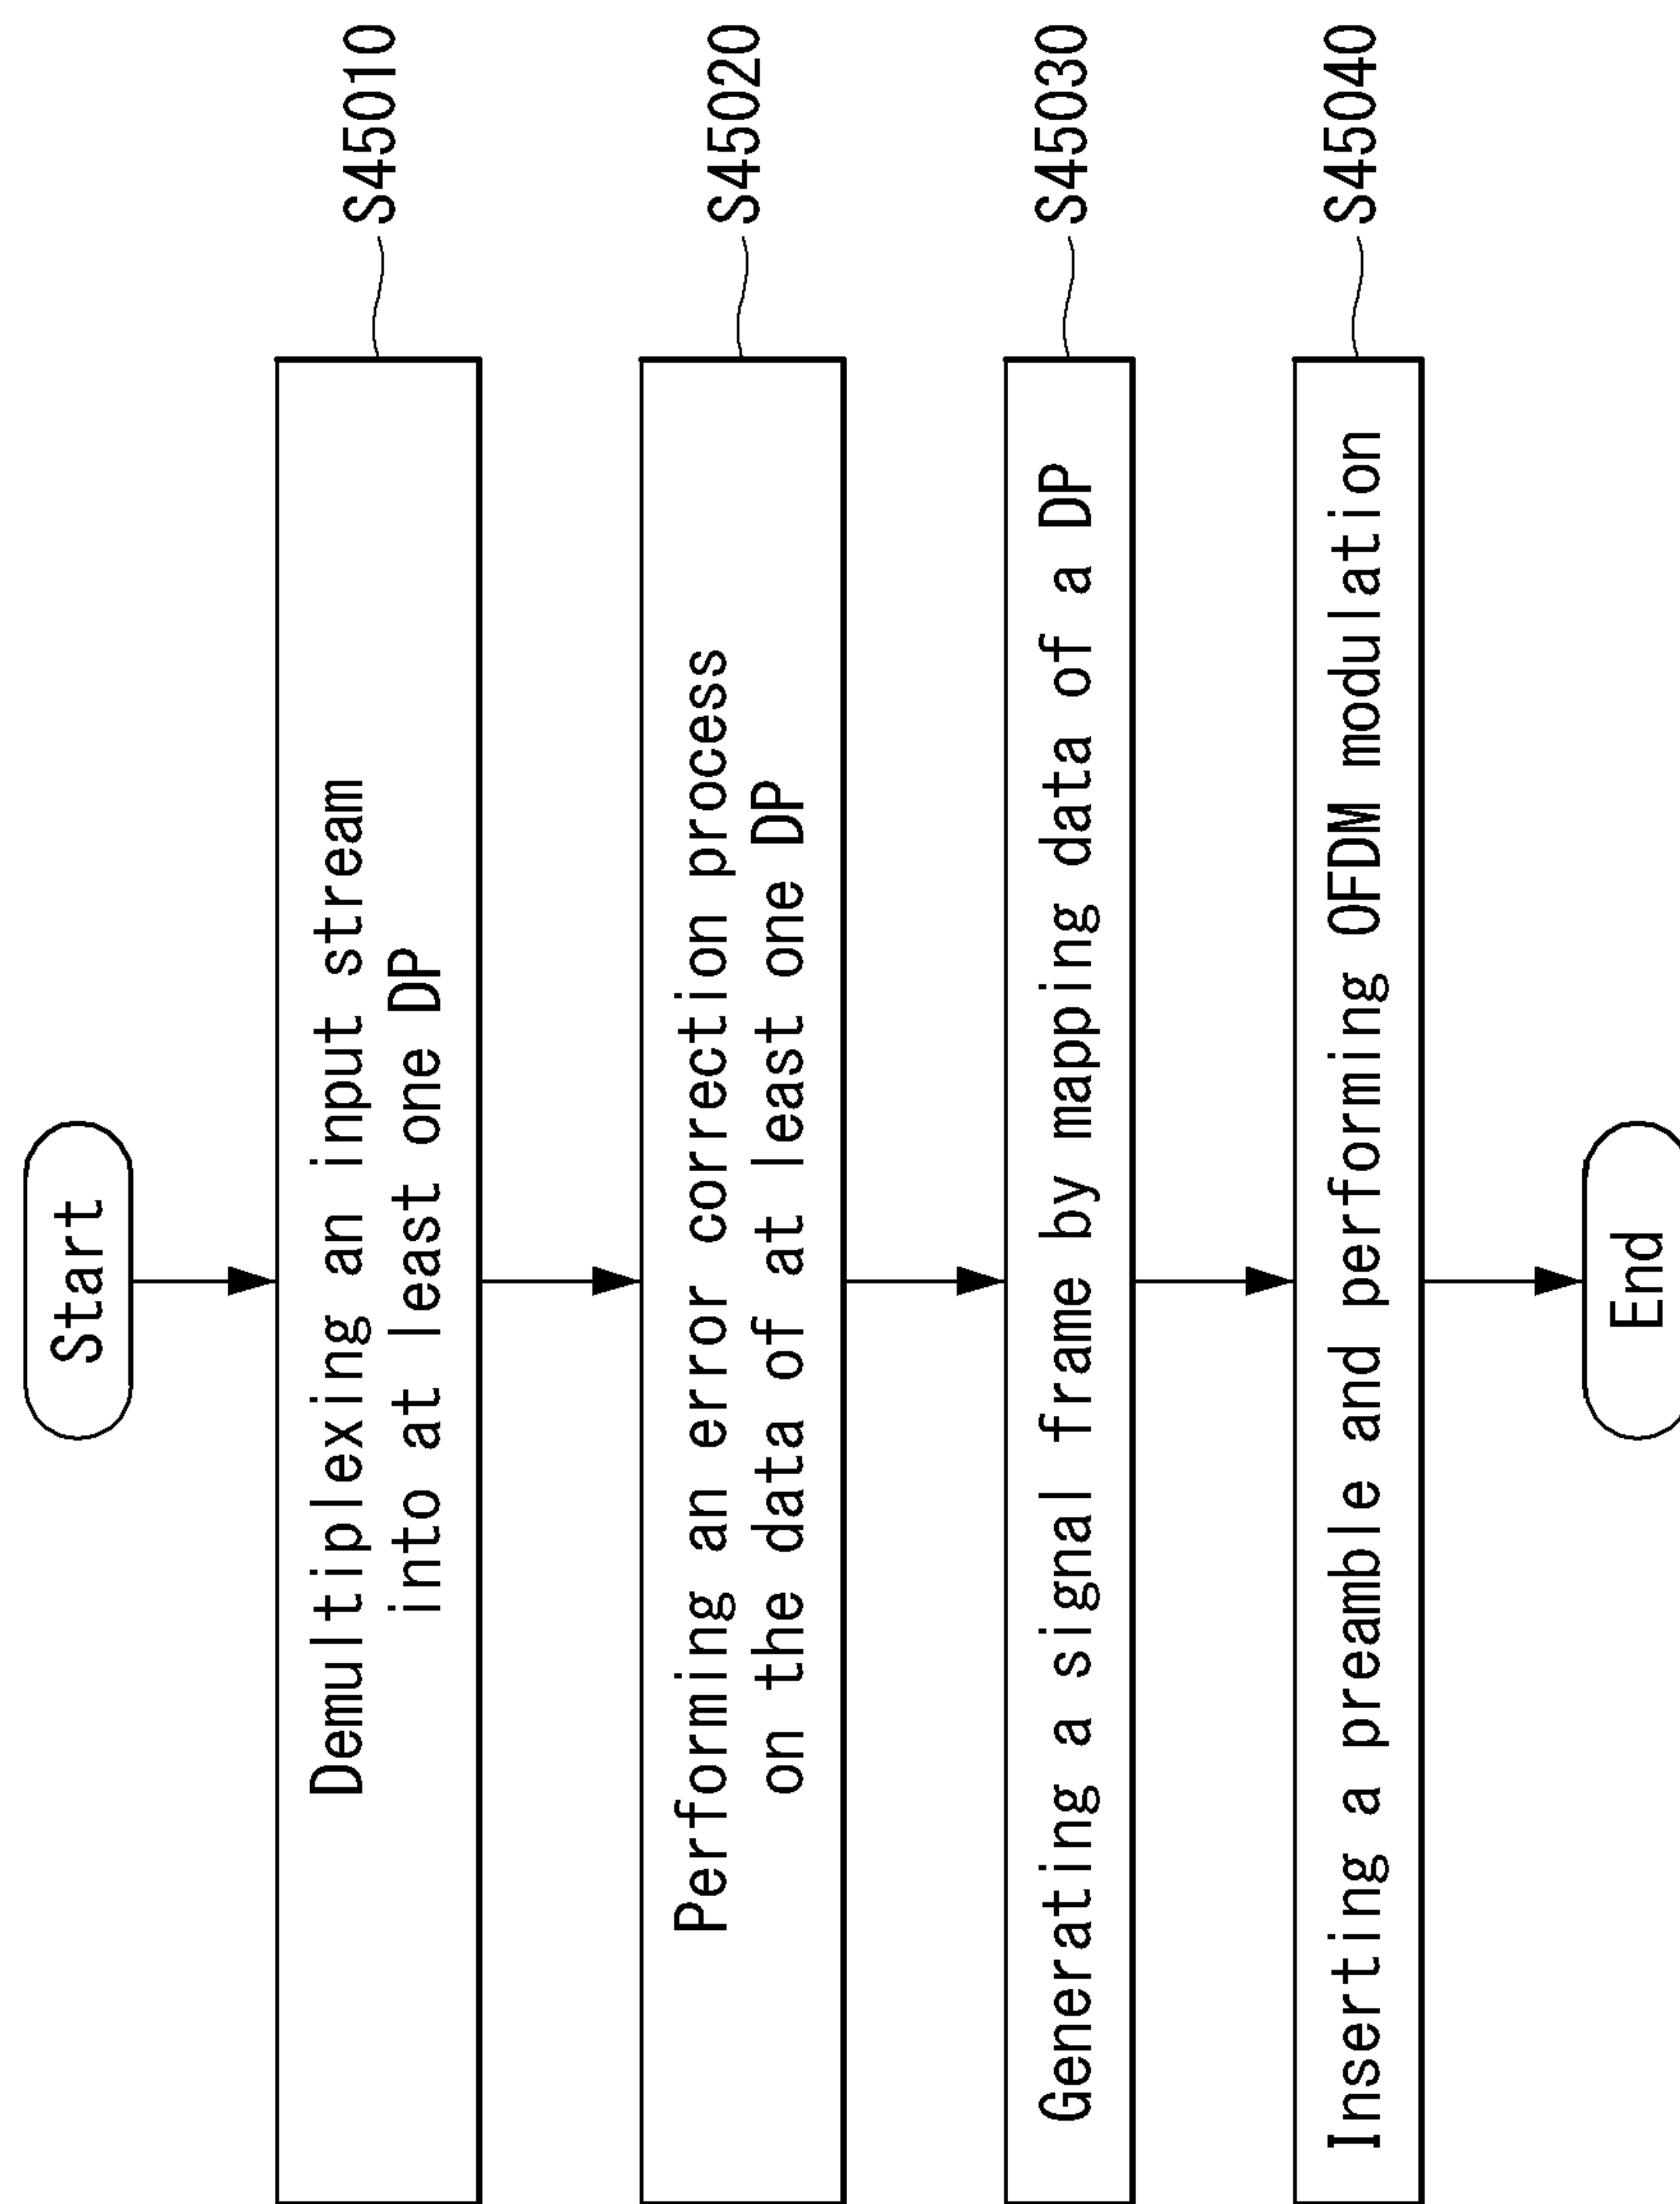 Start
Demultiplexing an input stream
into at least one DP
S45010
Performing an error correction process
on the data of at least one DP
S45020
Generating a signal frame by mapping data of a DP
S45030
Inserting a preamble and performing OFDM modulation
S45040
End